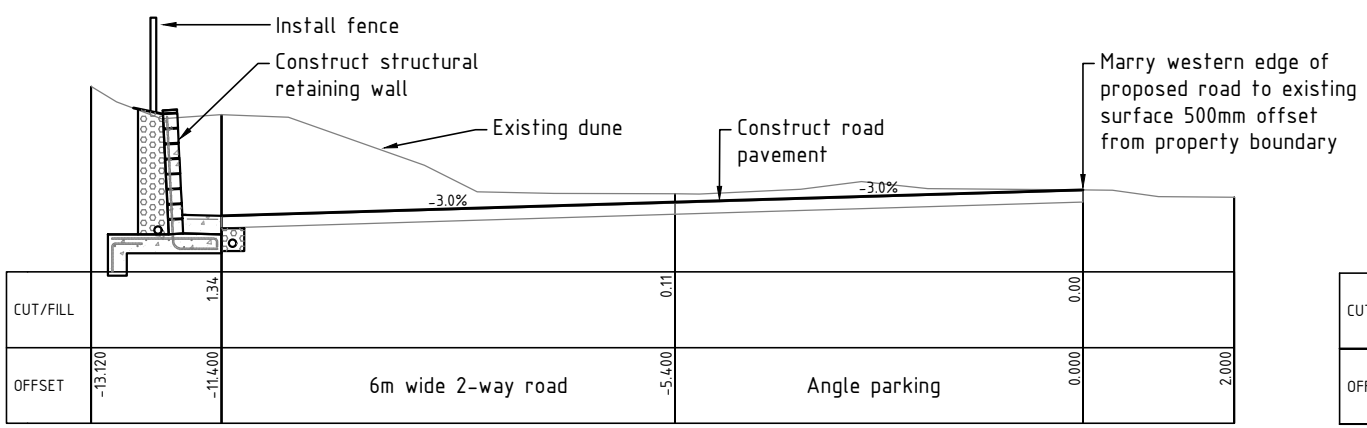 Install fence
Construct structural
retaining wall
Existing dune
Construct road
pavement
Marry western edge of
proposed road to existing
surface 500mm offset
from property boundary
-3.0%
-3.0%
CUT/FILL
1.34
0.11
0.00
CU
OFFSET
-13.120
-11.400
6m wide 2-way road
-5.400
Angle parking
0.000
2.000
OF